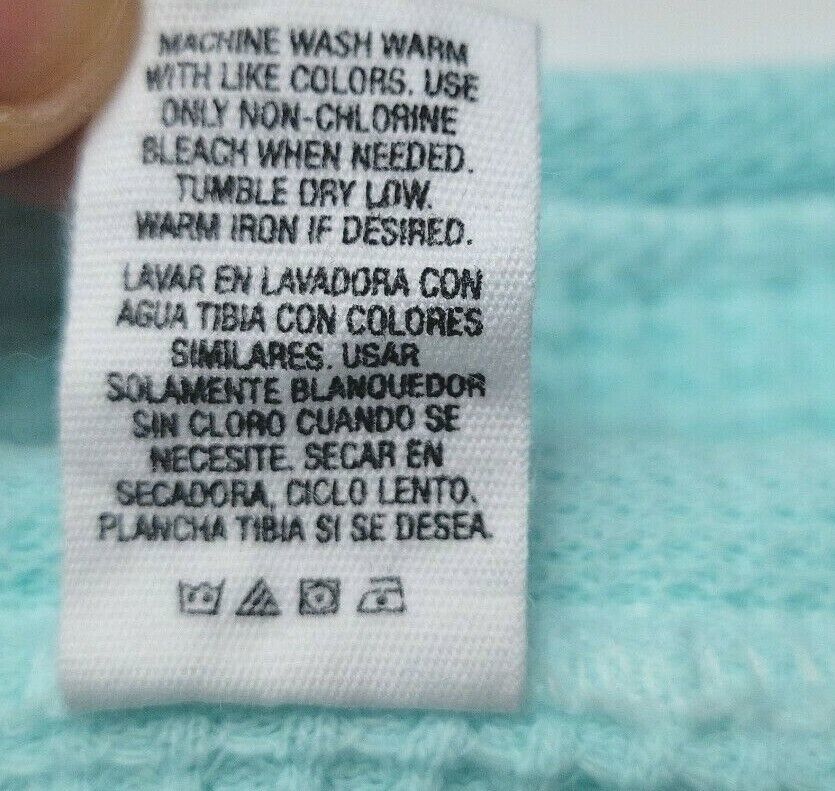 MACHINE WASH WARM
WITH LIKE COLORS. USE
ONLY NON-CHLORINE
BLEACH WHEN NEEDED.
TUMBLE DRY LOW.
WARM IRON IF DESIRED.
LAVAR EN LAVADORA CON
AGUA TIBIA CON COLORES
SIMILARES. USAR
SOLAMENTE BLANQUEDOR
SIN CLORO CUANDO SE
NECESITE. SECAR EN
SECADORA, CICLO LENTO.
PLANCHA TIBIA SI SE DESEA.